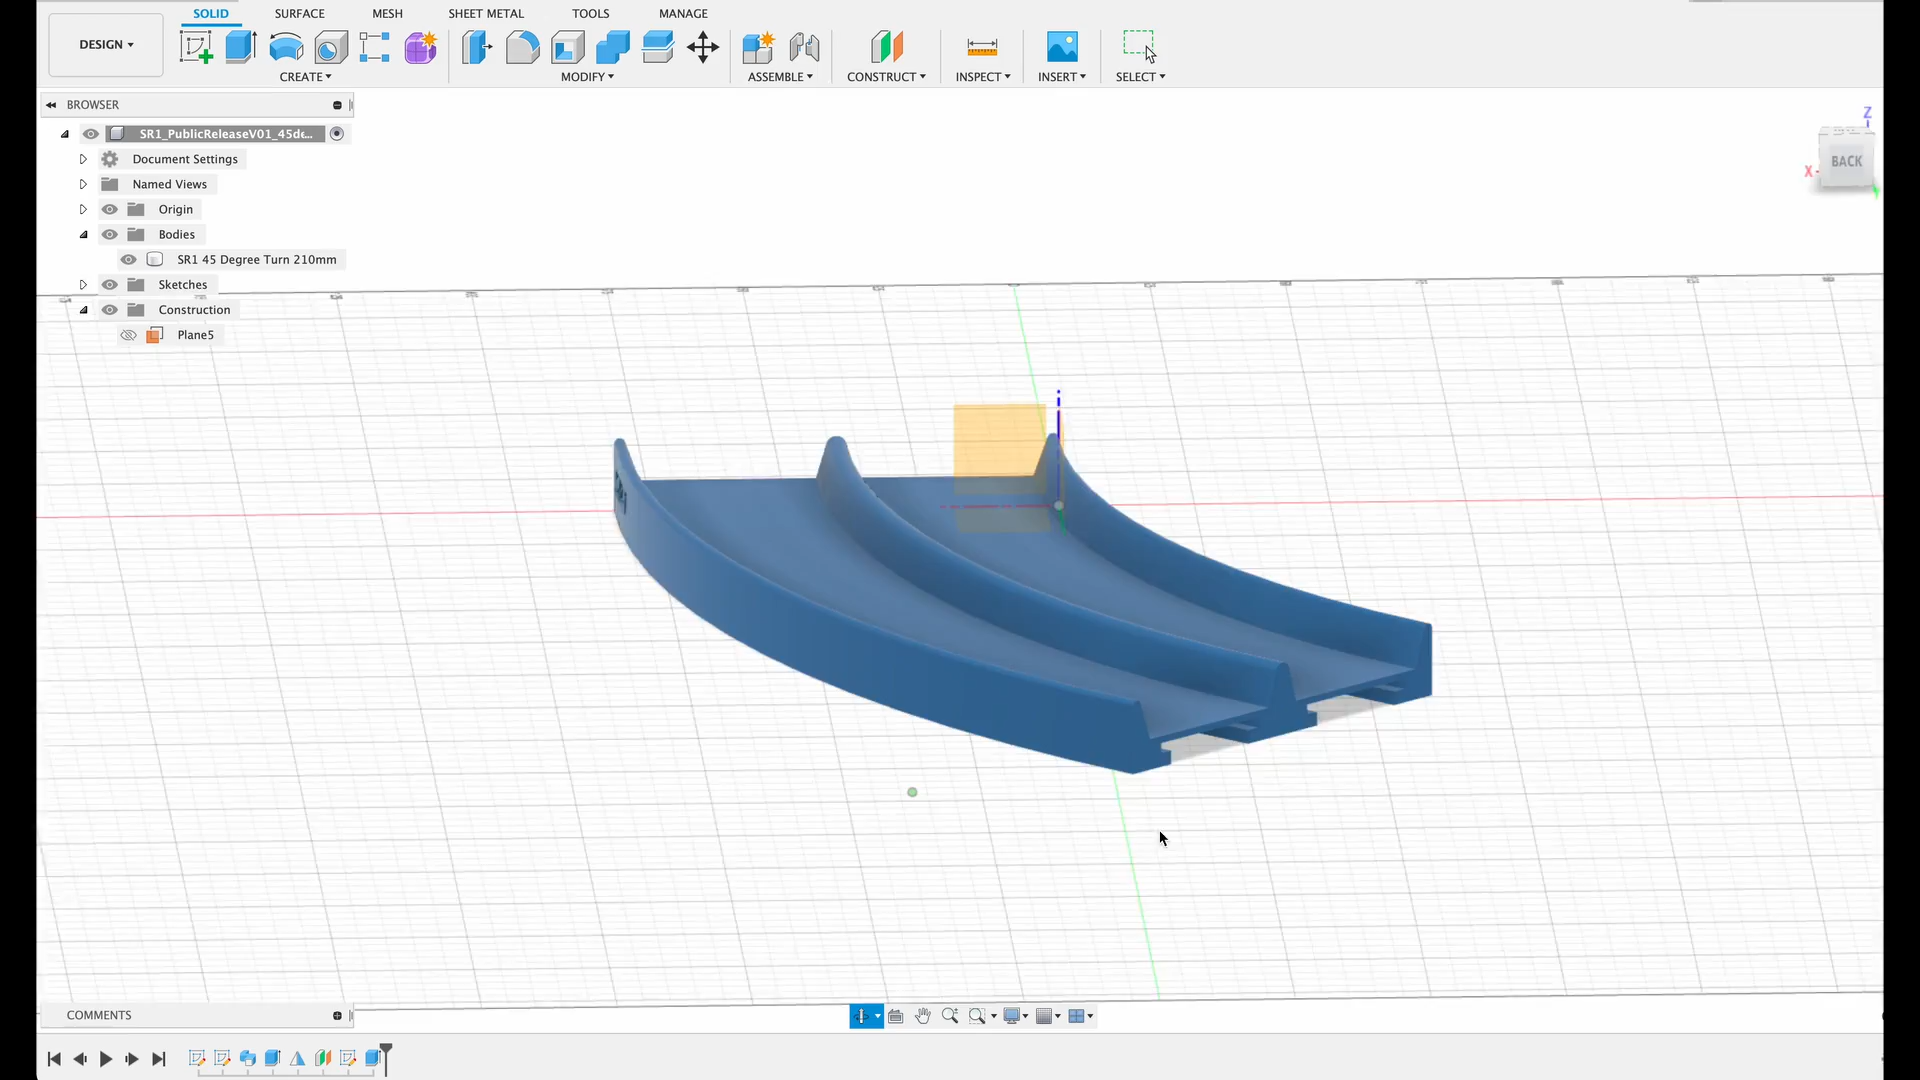 SOLID SURFACE MESH SHEET METAL TOOLS MANAGE
DESIGN
CREATE MODIFY ASSEMBLE CONSTRUCT INSPECT INSERT SELECT
BROWSER
SR1_PublicReleaseV01_45de...
Document Settings
Named Views
Origin
Bodies
SR1 45 Degree Turn 210mm
Sketches
Construction
Plane5
Z
BACK
X
COMMENTS